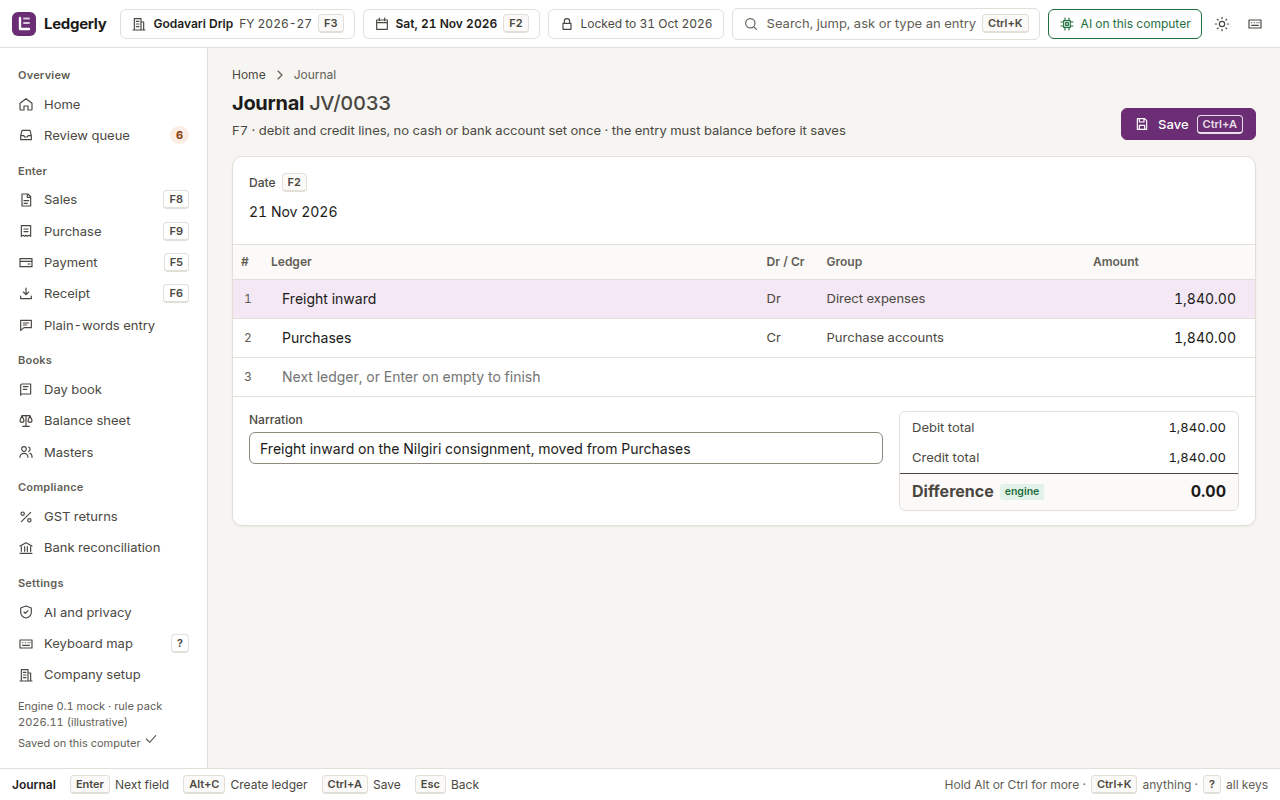 Ledgerly
Godavari Drip FY 2026-27 F3
Sat, 21 Nov 2026 F2
Locked to 31 Oct 2026
Search, jump, ask or type an entry Ctrl+K
AI on this computer
Overview
Home
Review queue 6
Enter
Sales F8
Purchase F9
Payment F5
Receipt F6
Plain-words entry
Books
Day book
Balance sheet
Masters
Compliance
GST returns
Bank reconciliation
Settings
AI and privacy
Keyboard map ?
Company setup
Engine 0.1 mock · rule pack
2026.11 (illustrative)
Saved on this computer
Home Journal
Journal JV/0033
F7 · debit and credit lines, no cash or bank account set once · the entry must balance before it saves
Save Ctrl+A
Date F2
21 Nov 2026
# Ledger Dr / Cr Group Amount
1 Freight inward Dr Direct expenses 1,840.00
2 Purchases Cr Purchase accounts 1,840.00
3 Next ledger, or Enter on empty to finish
Narration
Freight inward on the Nilgiri consignment, moved from Purchases
Debit total 1,840.00
Credit total 1,840.00
Difference engine 0.00
Journal Enter Next field Alt+C Create ledger Ctrl+A Save Esc Back
Hold Alt or Ctrl for more · Ctrl+K anything · ? all keys